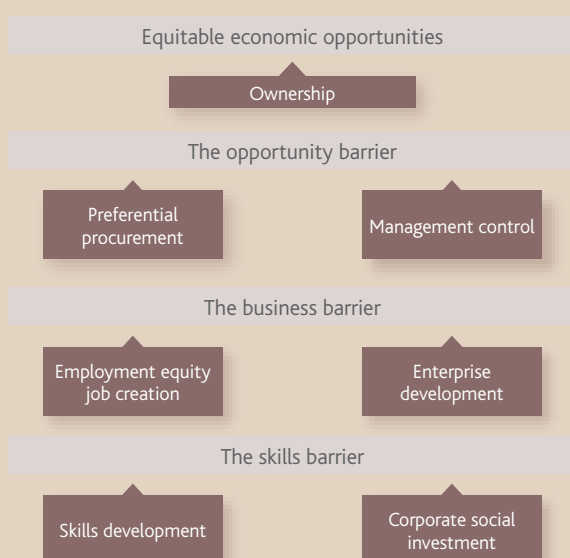 Equitable economic opportunities
Ownership
The opportunity barrier
Preferential
procurement
Management control
The business barrier
Employment equity
job creation
Enterprise
development
The skills barrier
Skills development
Corporate social
investment